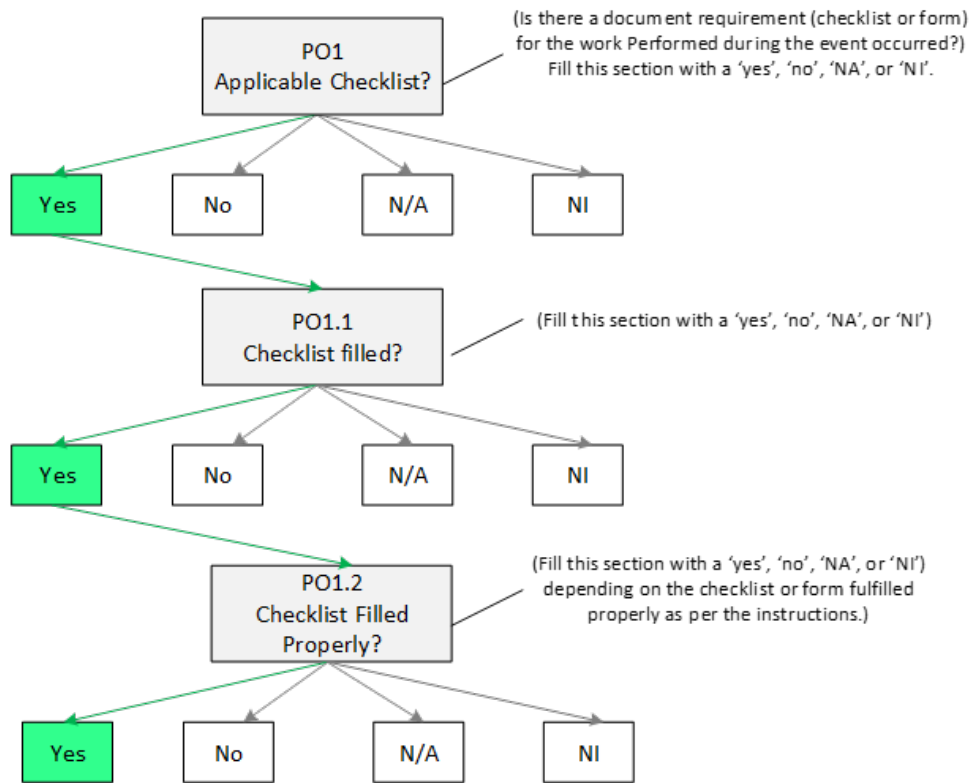 PO1
Applicable Checklist?
(Is there a document requirement (checklist or form)
for the work Performed during the event occurred?)
Fill this section with a ‘yes’, ‘no’, ‘NA’, or ‘NI’.
Yes
No
N/A
NI
PO1.1
Checklist filled?
(Fill this section with a ‘yes’, ‘no’, ‘NA’, or ‘NI’)
Yes
No
N/A
NI
PO1.2
Checklist Filled
Properly?
(Fill this section with a ‘yes’, ‘no’, ‘NA’, or ‘NI’)
depending on the checklist or form fulfilled
properly as per the instructions.)
Yes
No
N/A
NI